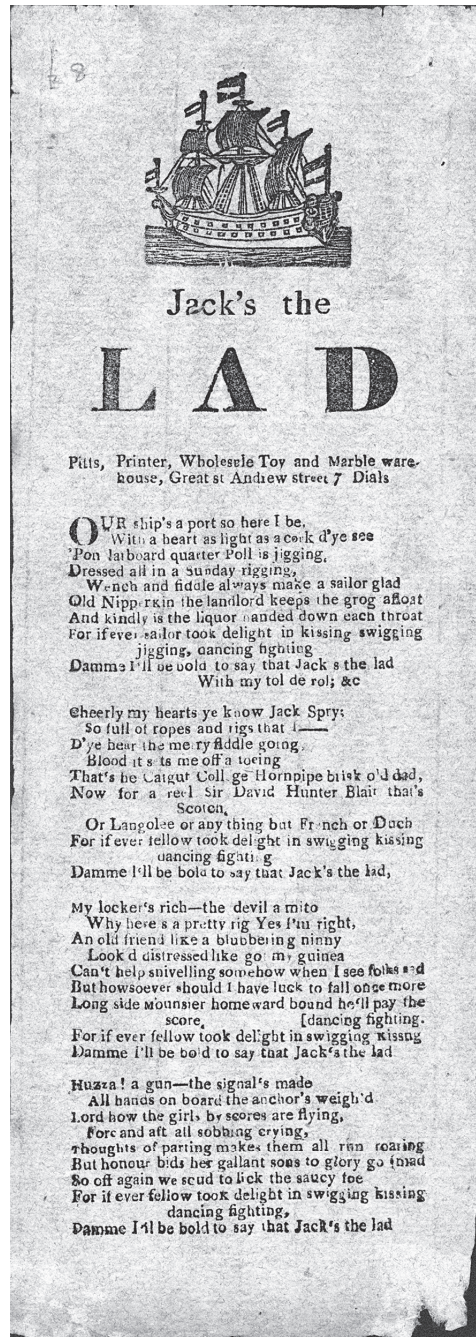 8
Jack's the
LAD
Pitts, Printer, Wholesele Toy and Marble ware-
house, Great st Andrew street 7 Dials
OUR ship's a port so here I be,
With a heart as light as a cork d'ye see
'Pon larboard quarter Poll is jigging,
Dressed all in a Sunday rigging,
Wench and fiddle always make a sailor glad
Old Nipperkin the landlord keeps the grog afloat
And kindly is the liquor handed down each throat
For if ever sailor took delight in kissing swigging
jigging, dancing fighting
Damme I'll be bold to say that Jack s the lad
With my tol de rol; &c
Cheerly my hearts ye know Jack Spry;
So full of ropes and rigs that I——
D'ye hear the merry fiddle going,
Blood it s ts me off a toeing
That's he Catgut College Hornpipe brisk o'd dad,
Now for a reel Sir David Hunter Blair that's
Scotch,
Or Langolee or any thing but French or Duch
For if ever fellow took delight in swigging kissing
dancing fighti g
Damme I'll be bold to say that Jack's the lad,
My locker's rich—the devil a mito
Why here s a pretty rig Yes I'm right,
An old friend like a blubbering ninny
Look d distressed like go my guinea
Can't help snivelling somehow when I see folks sad
But howsoever should I have luck to fall once more
Long side Mounsier homeward bound he'll pay the
score, [dancing fighting.
For if ever fellow took delight in swigging kissng
Damme I'll be bold to say that Jack's the lad
Huzza! a gun—the signal's made
All hands on board the anchor's weigh'd
Lord how the girls by scores are flying,
Fore and aft all sobbing crying,
Thoughts of parting makes them all run roaring
But honour bids her gallant sons to glory go [mad
So off again we scud to lick the saucy foe
For if ever fellow took delight in swigging kissing
dancing fighting,
Damme I'll be bold to say that Jack's the lad